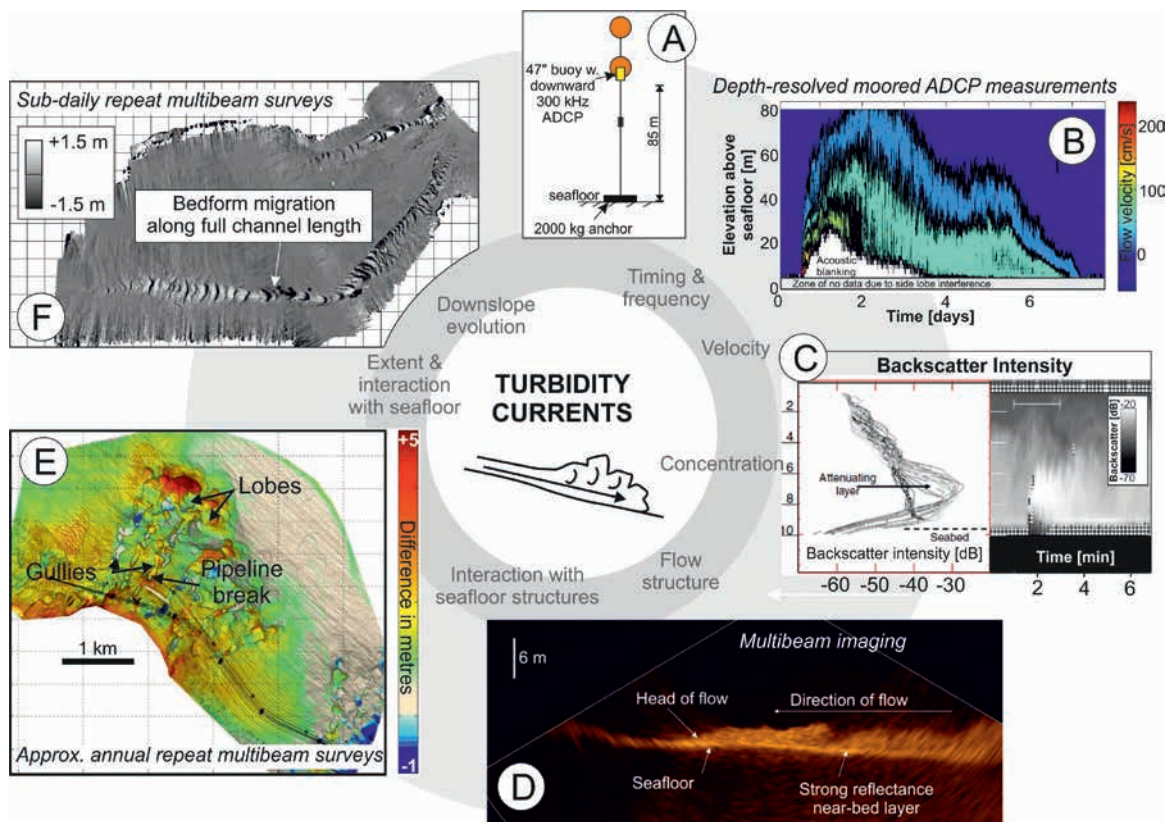 A
47" buoy w.
downward
300 kHz
ADCP
85 m
seafloor
2000 kg anchor
Depth-resolved moored ADCP measurements
B
80
60
40
20
0
Elevation above
seafloor [m]
Acoustic
blanking
Zone of no data due to side lobe interference
0
2
4
6
Time [days]
200
100
0
Flow velocity [cm/s]
Sub-daily repeat multibeam surveys
+1.5 m
-1.5 m
Bedform migration
along full channel length
F
Timing &
frequency
Velocity
Concentration
Flow
structure
Interaction with
seafloor structures
Extent &
interaction
with seafloor
Downslope
evolution
TURBIDITY
CURRENTS
C
Backscatter Intensity
2
4
6
8
10
Attenuating
layer
Seabed
Backscatter intensity [dB]
-60
-50
-40
-30
Backscatter [dB]
-20
-70
Time [min]
2
4
6
E
Lobes
Gullies
Pipeline
break
1 km
Approx. annual repeat multibeam surveys
+5
Difference in metres
-1
Multibeam imaging
6 m
Head of flow
Direction of flow
Seafloor
Strong reflectance
near-bed layer
D